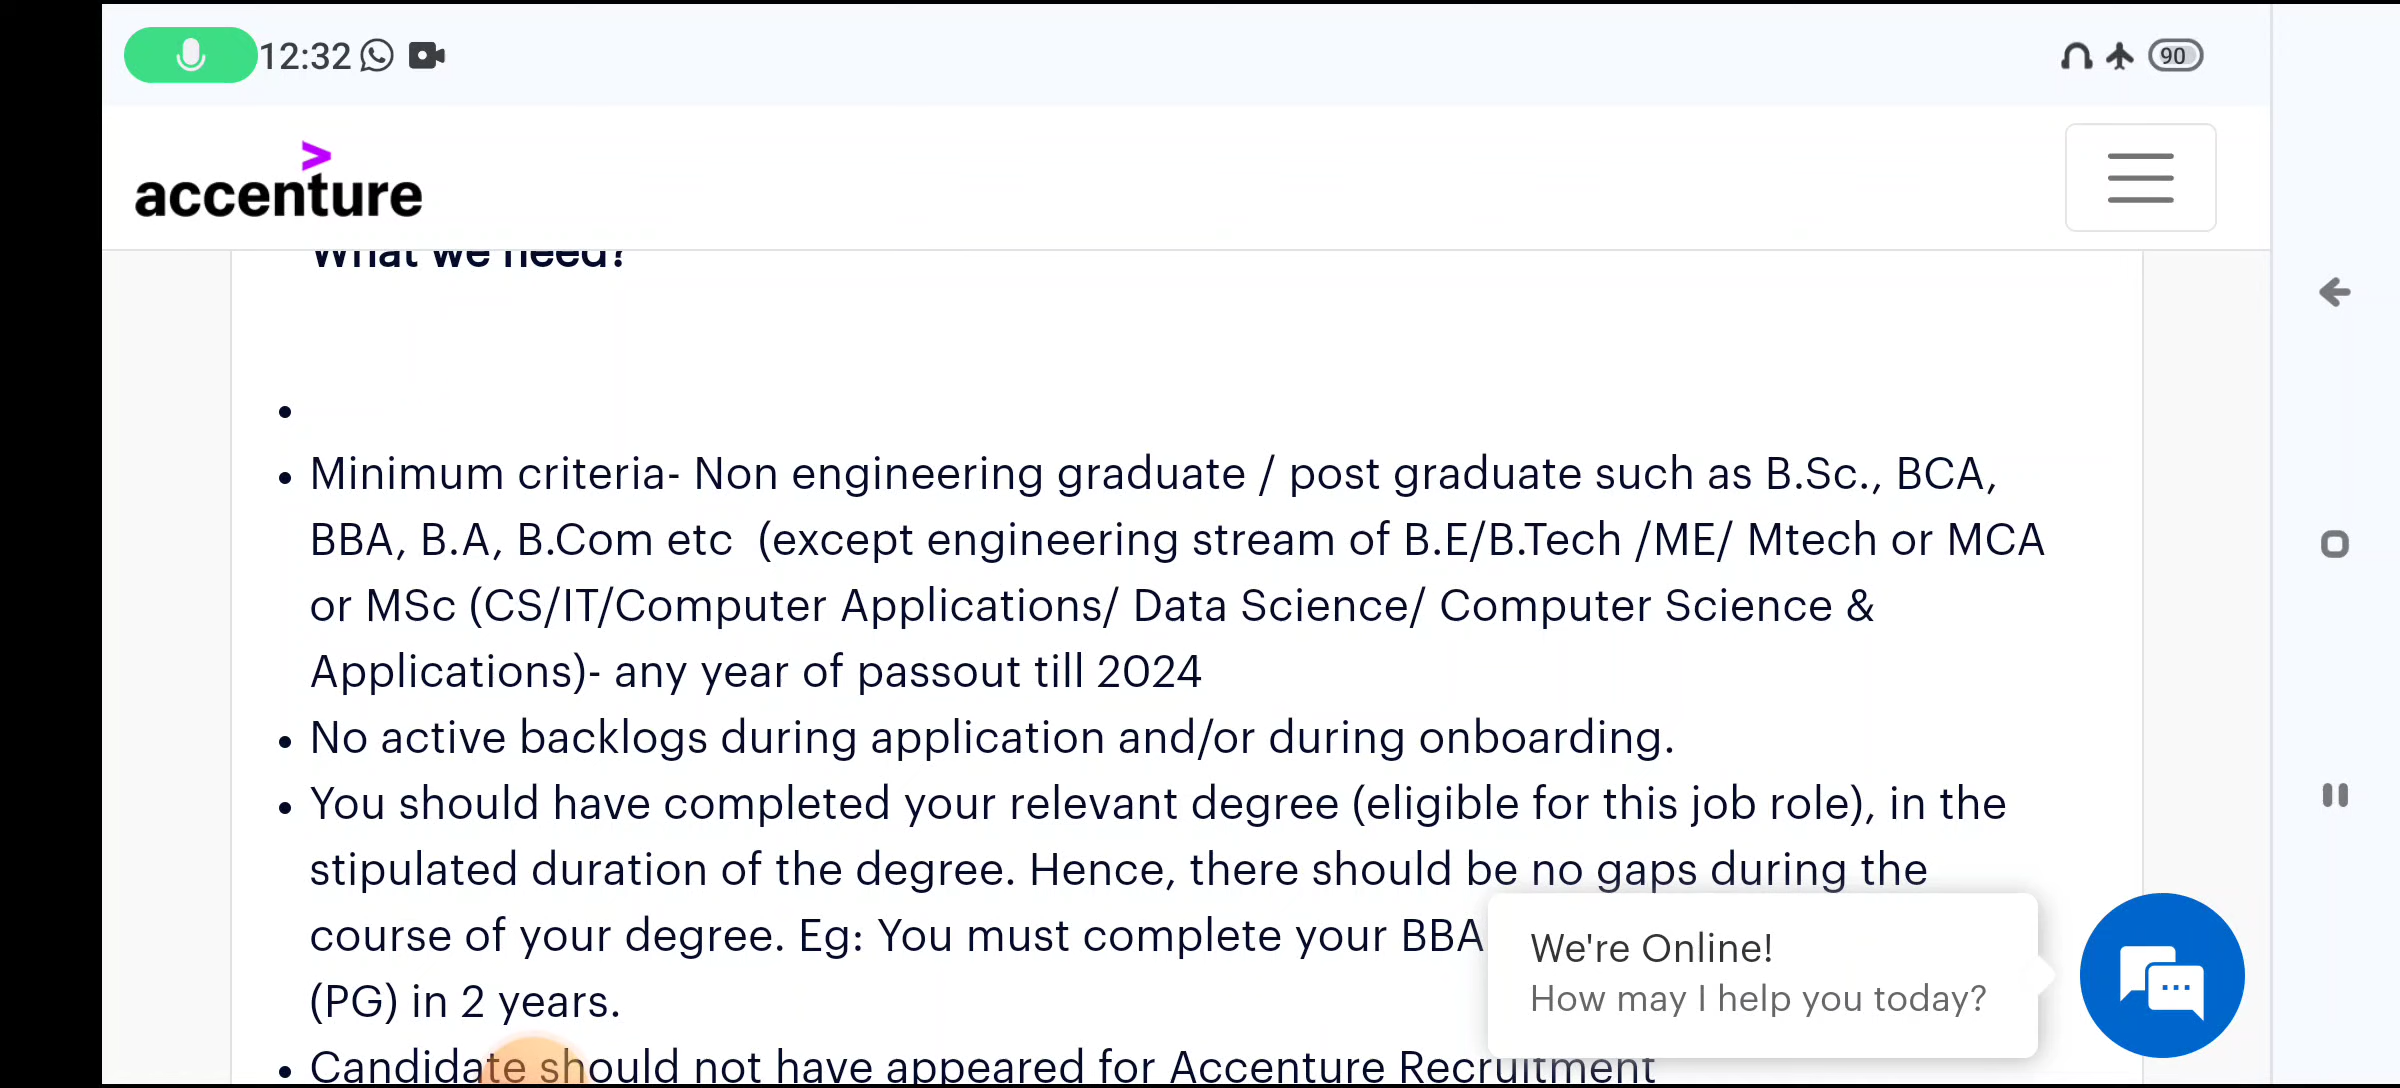 12:32
90
accenture
What we need?
Minimum criteria- Non engineering graduate / post graduate such as B.Sc., BCA,
BBA, B.A, B.Com etc (except engineering stream of B.E/B.Tech /ME/ Mtech or MCA
or MSc (CS/IT/Computer Applications/ Data Science/ Computer Science &
Applications)- any year of passout till 2024
No active backlogs during application and/or during onboarding.
You should have completed your relevant degree (eligible for this job role), in the
stipulated duration of the degree. Hence, there should be no gaps during the
course of your degree. Eg: You must complete your BBA
(PG) in 2 years.
We're Online!
How may I help you today?
Candidate should not have appeared for Accenture Recruitment